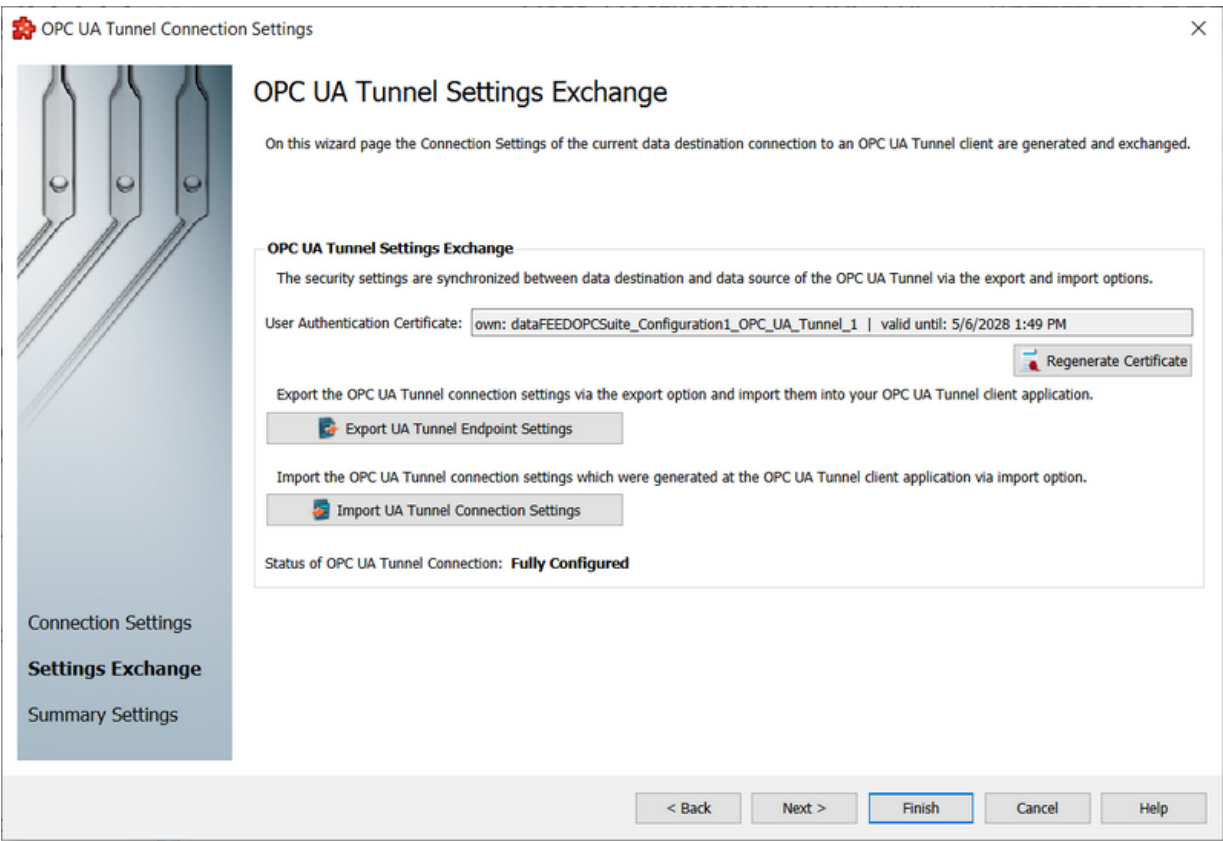 OPC UA Tunnel Connection Settings
OPC UA Tunnel Settings Exchange
On this wizard page the Connection Settings of the current data destination connection to an OPC UA Tunnel client are generated and exchanged.
OPC UA Tunnel Settings Exchange
The security settings are synchronized between data destination and data source of the OPC UA Tunnel via the export and import options.
User Authentication Certificate: own: dataFEEDOPCSuite_Configuration1_OPC_UA_Tunnel_1 | valid until: 5/6/2028 1:49 PM
Regenerate Certificate
Export the OPC UA Tunnel connection settings via the export option and import them into your OPC UA Tunnel client application.
Export UA Tunnel Endpoint Settings
Import the OPC UA Tunnel connection settings which were generated at the OPC UA Tunnel client application via import option.
Import UA Tunnel Connection Settings
Status of OPC UA Tunnel Connection: Fully Configured
Connection Settings
Settings Exchange
Summary Settings
< Back Next > Finish Cancel Help